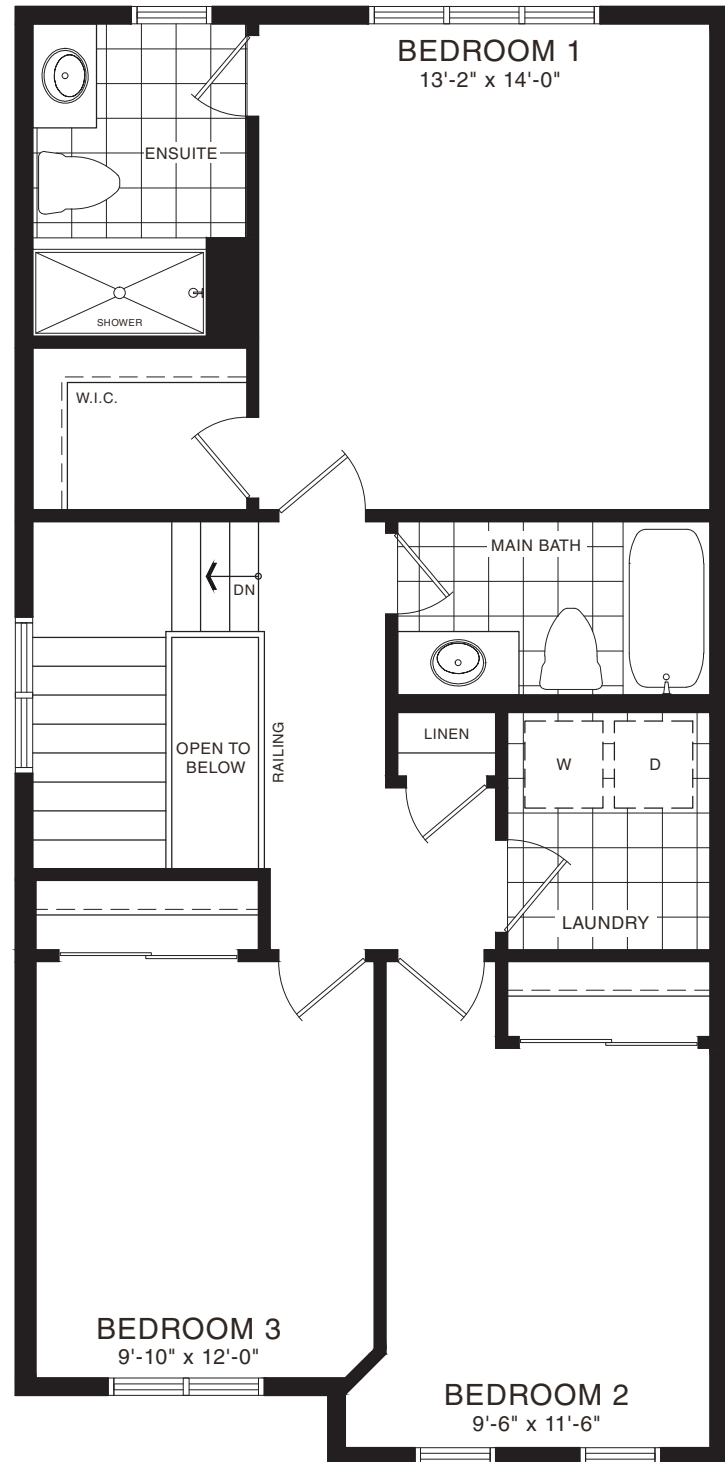 BEDROOM 1
13'-2" x 14'-0"
ENSUITE
SHOWER
W.I.C.
MAIN BATH
DN
LINEN
W
D
OPEN TO
BELOW
RAILING
LAUNDRY
BEDROOM 3
9'-10" x 12'-0"
BEDROOM 2
9'-6" x 11'-6"